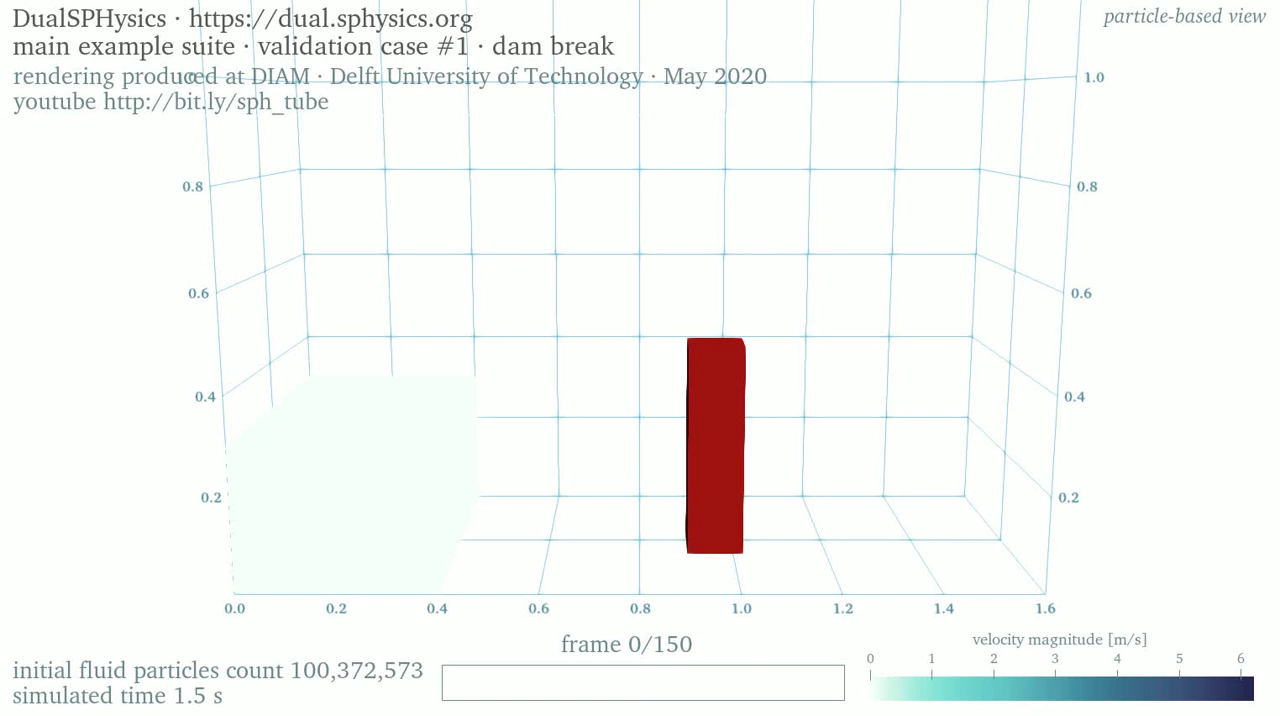 DualSPHysics · https://dual.sphysics.org
main example suite · validation case #1 · dam break
rendering produced at DIAM · Delft University of Technology · May 2020
youtube http://bit.ly/sph_tube
particle-based view
1.0
1.0
0.8
0.8
0.6
0.6
0.4
0.4
0.2
0.2
0.0 0.2 0.4 0.6 0.8 1.0 1.2 1.4 1.6
frame 0/150
initial fluid particles count 100,372,573
simulated time 1.5 s
velocity magnitude [m/s]
0 1 2 3 4 5 6